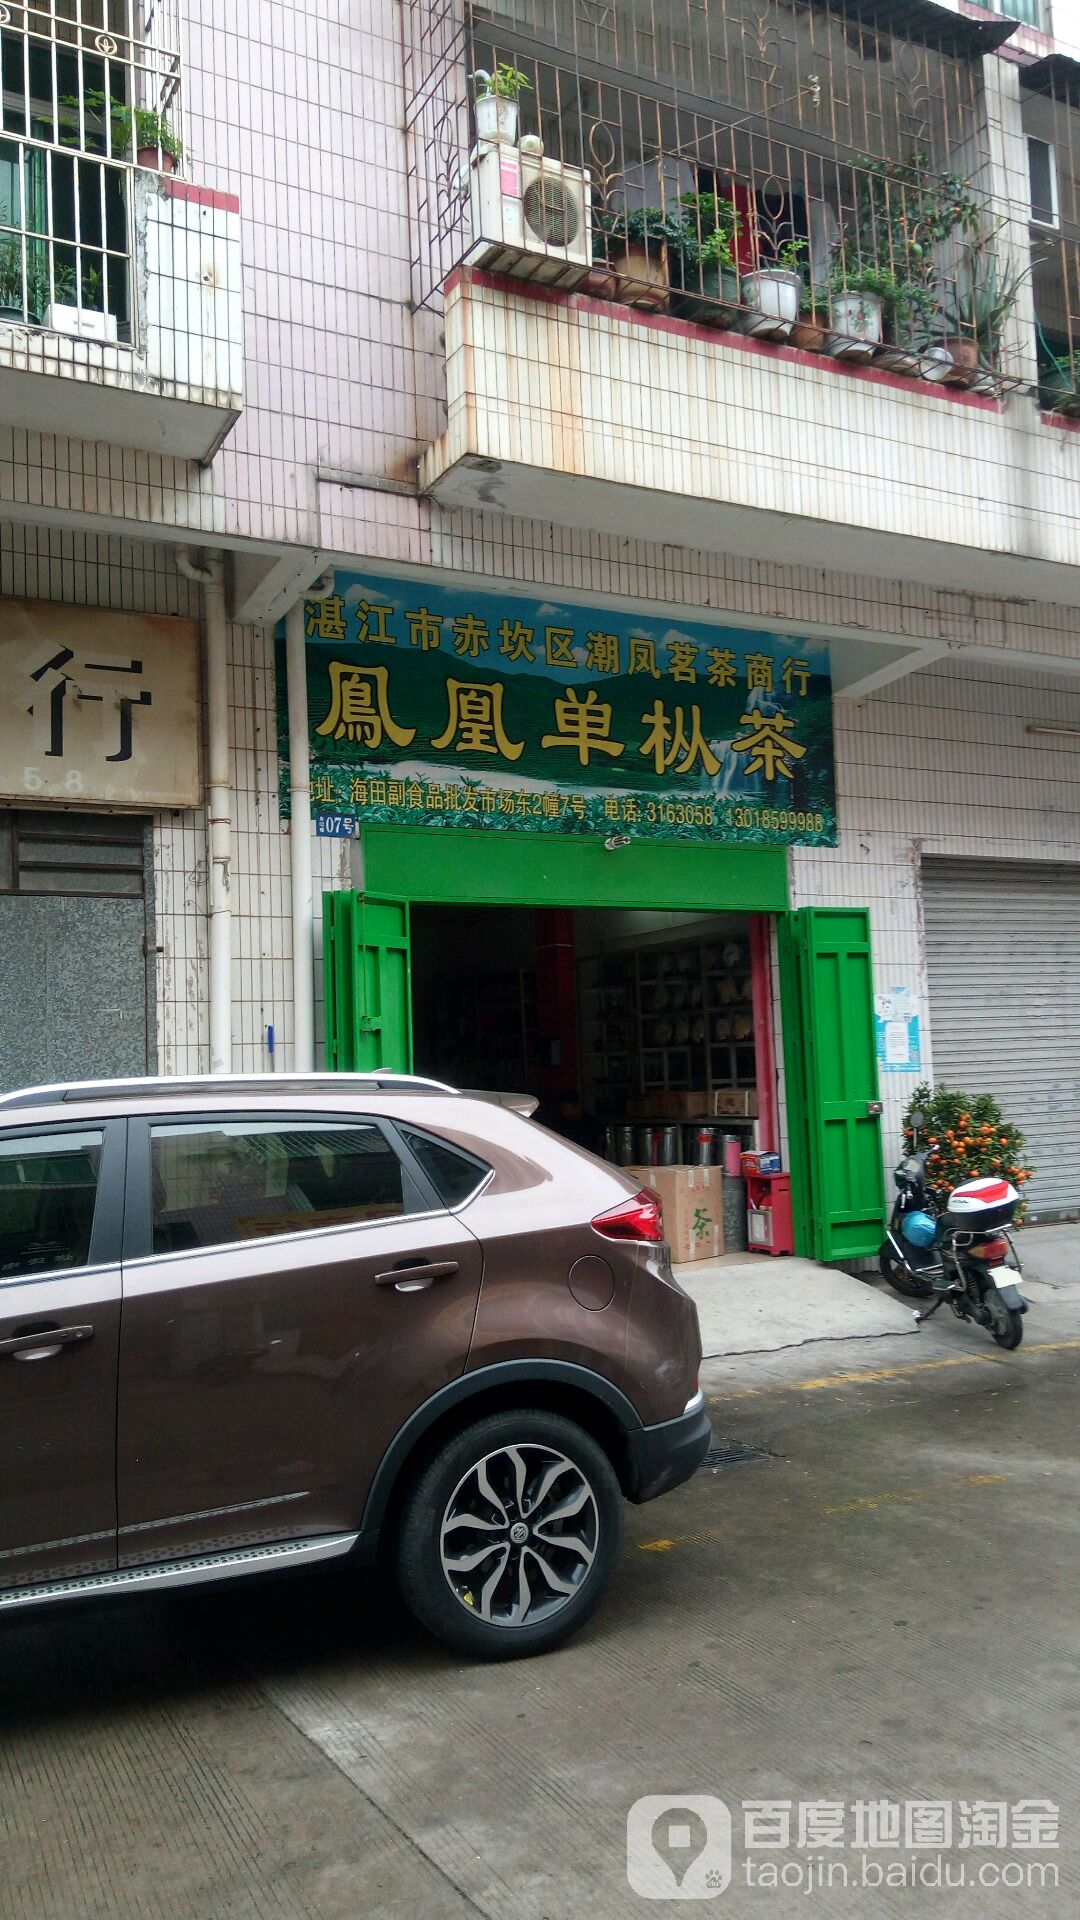 湛江市赤坎区潮凤茗茶商行
鳳凰单枞茶
地址：海田副食品批发市场东2幢7号 电话：3163058 13018599988
07号
行
58
茶
百度地图淘金
taojin.baidu.com